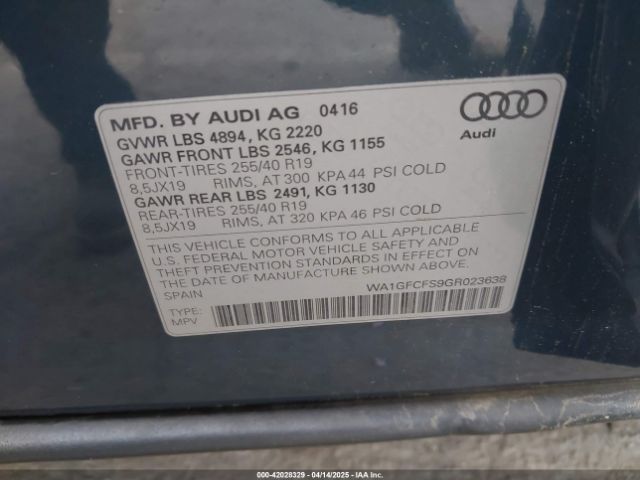 MFD. BY AUDI AG 0416
GVWR LBS 4894, KG 2220
GAWR FRONT LBS 2546, KG 1155
FRONT-TIRES 255/40 R19
8,5JX19 RIMS, AT 300 KPA 44 PSI COLD
GAWR REAR LBS 2491, KG 1130
REAR-TIRES 255/40 R19
8,5JX19 RIMS, AT 320 KPA 46 PSI COLD
Audi
THIS VEHICLE CONFORMS TO ALL APPLICABLE
U.S. FEDERAL MOTOR VEHICLE SAFETY AND
THEFT PREVENTION STANDARDS IN EFFECT ON
THE DATE OF MANUFACTURE SHOWN ABOVE.
SPAIN WA1GFCFS9GR023638
TYPE:
MPV
000-42028329 | 04/14/2025 | IAA Inc.